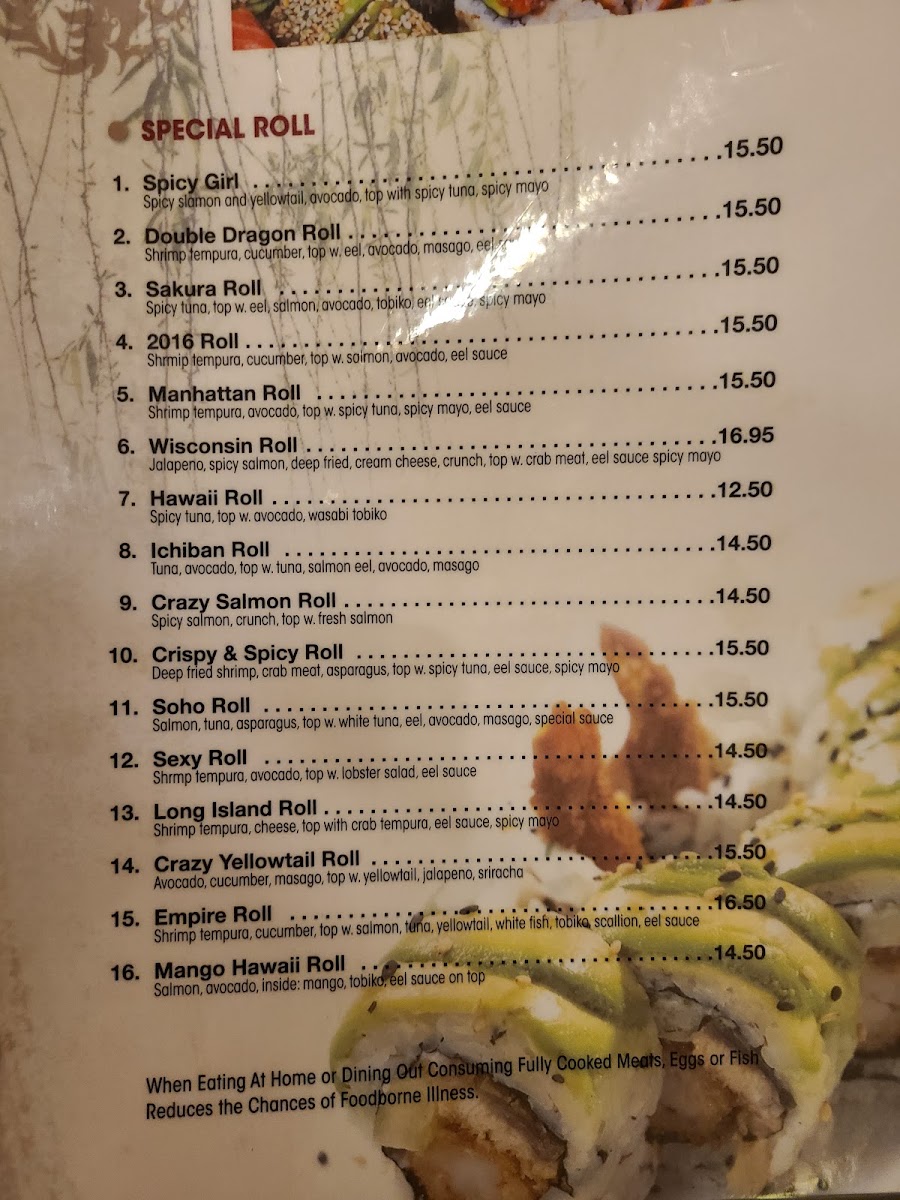 SPECIAL ROLL
1. Spicy Girl ........................................15.50
Spicy slamon and yellowtail, avocado, top with spicy tuna, spicy mayo
2. Double Dragon Roll ................................15.50
Shrimp tempura, cucumber, top w. eel, avocado, masago, eel
3. Sakura Roll ........................................15.50
Spicy tuna, top w. eel, salmon, avocado, tobiko, spicy mayo
4. 2016 Roll ........................................15.50
Shrmip tempura, cucumber, top w. salmon, avocado, eel sauce
5. Manhattan Roll ...................................15.50
Shrimp tempura, avocado, top w. spicy tuna, spicy mayo, eel sauce
6. Wisconsin Roll ....................................16.95
Jalapeno, spicy salmon, deep fried, cream cheese, crunch, top w. crab meat, eel sauce spicy mayo
7. Hawaii Roll .......................................12.50
Spicy tuna, top w. avocado, wasabi tobiko
8. Ichiban Roll ......................................14.50
Tuna, avocado, top w. tuna, salmon eel, avocado, masago
9. Crazy Salmon Roll .................................14.50
Spicy salmon, crunch, top w. fresh salmon
10. Crispy & Spicy Roll ..............................15.50
Deep fried shrimp, crab meat, asparagus, top w. spicy tuna, eel sauce, spicy mayo
11. Soho Roll .......................................15.50
Salmon, tuna, asparagus, top w. white tuna, eel, avocado, masago, special sauce
12. Sexy Roll .......................................14.50
Shrmp tempura, avocado, top w. lobster salad, eel sauce
13. Long Island Roll .................................14.50
Shrimp tempura, cheese, top with crab tempura, eel sauce, spicy mayo
14. Crazy Yellowtail Roll ............................15.50
Avocado, cucumber, masago, top w. yellowtail, jalapeno, sriracha
15. Empire Roll .....................................16.50
Shrimp tempura, cucumber, top w. salmon, tuna, yellowtail, white fish, tobiko, scallion, eel sauce
16. Mango Hawaii Roll ...............................14.50
Salmon, avocado, inside: mango, tobiko, eel sauce on top
When Eating At Home or Dining Out Consuming Fully Cooked Meats, Eggs or Fish
Reduces the Chances of Foodborne Illness.